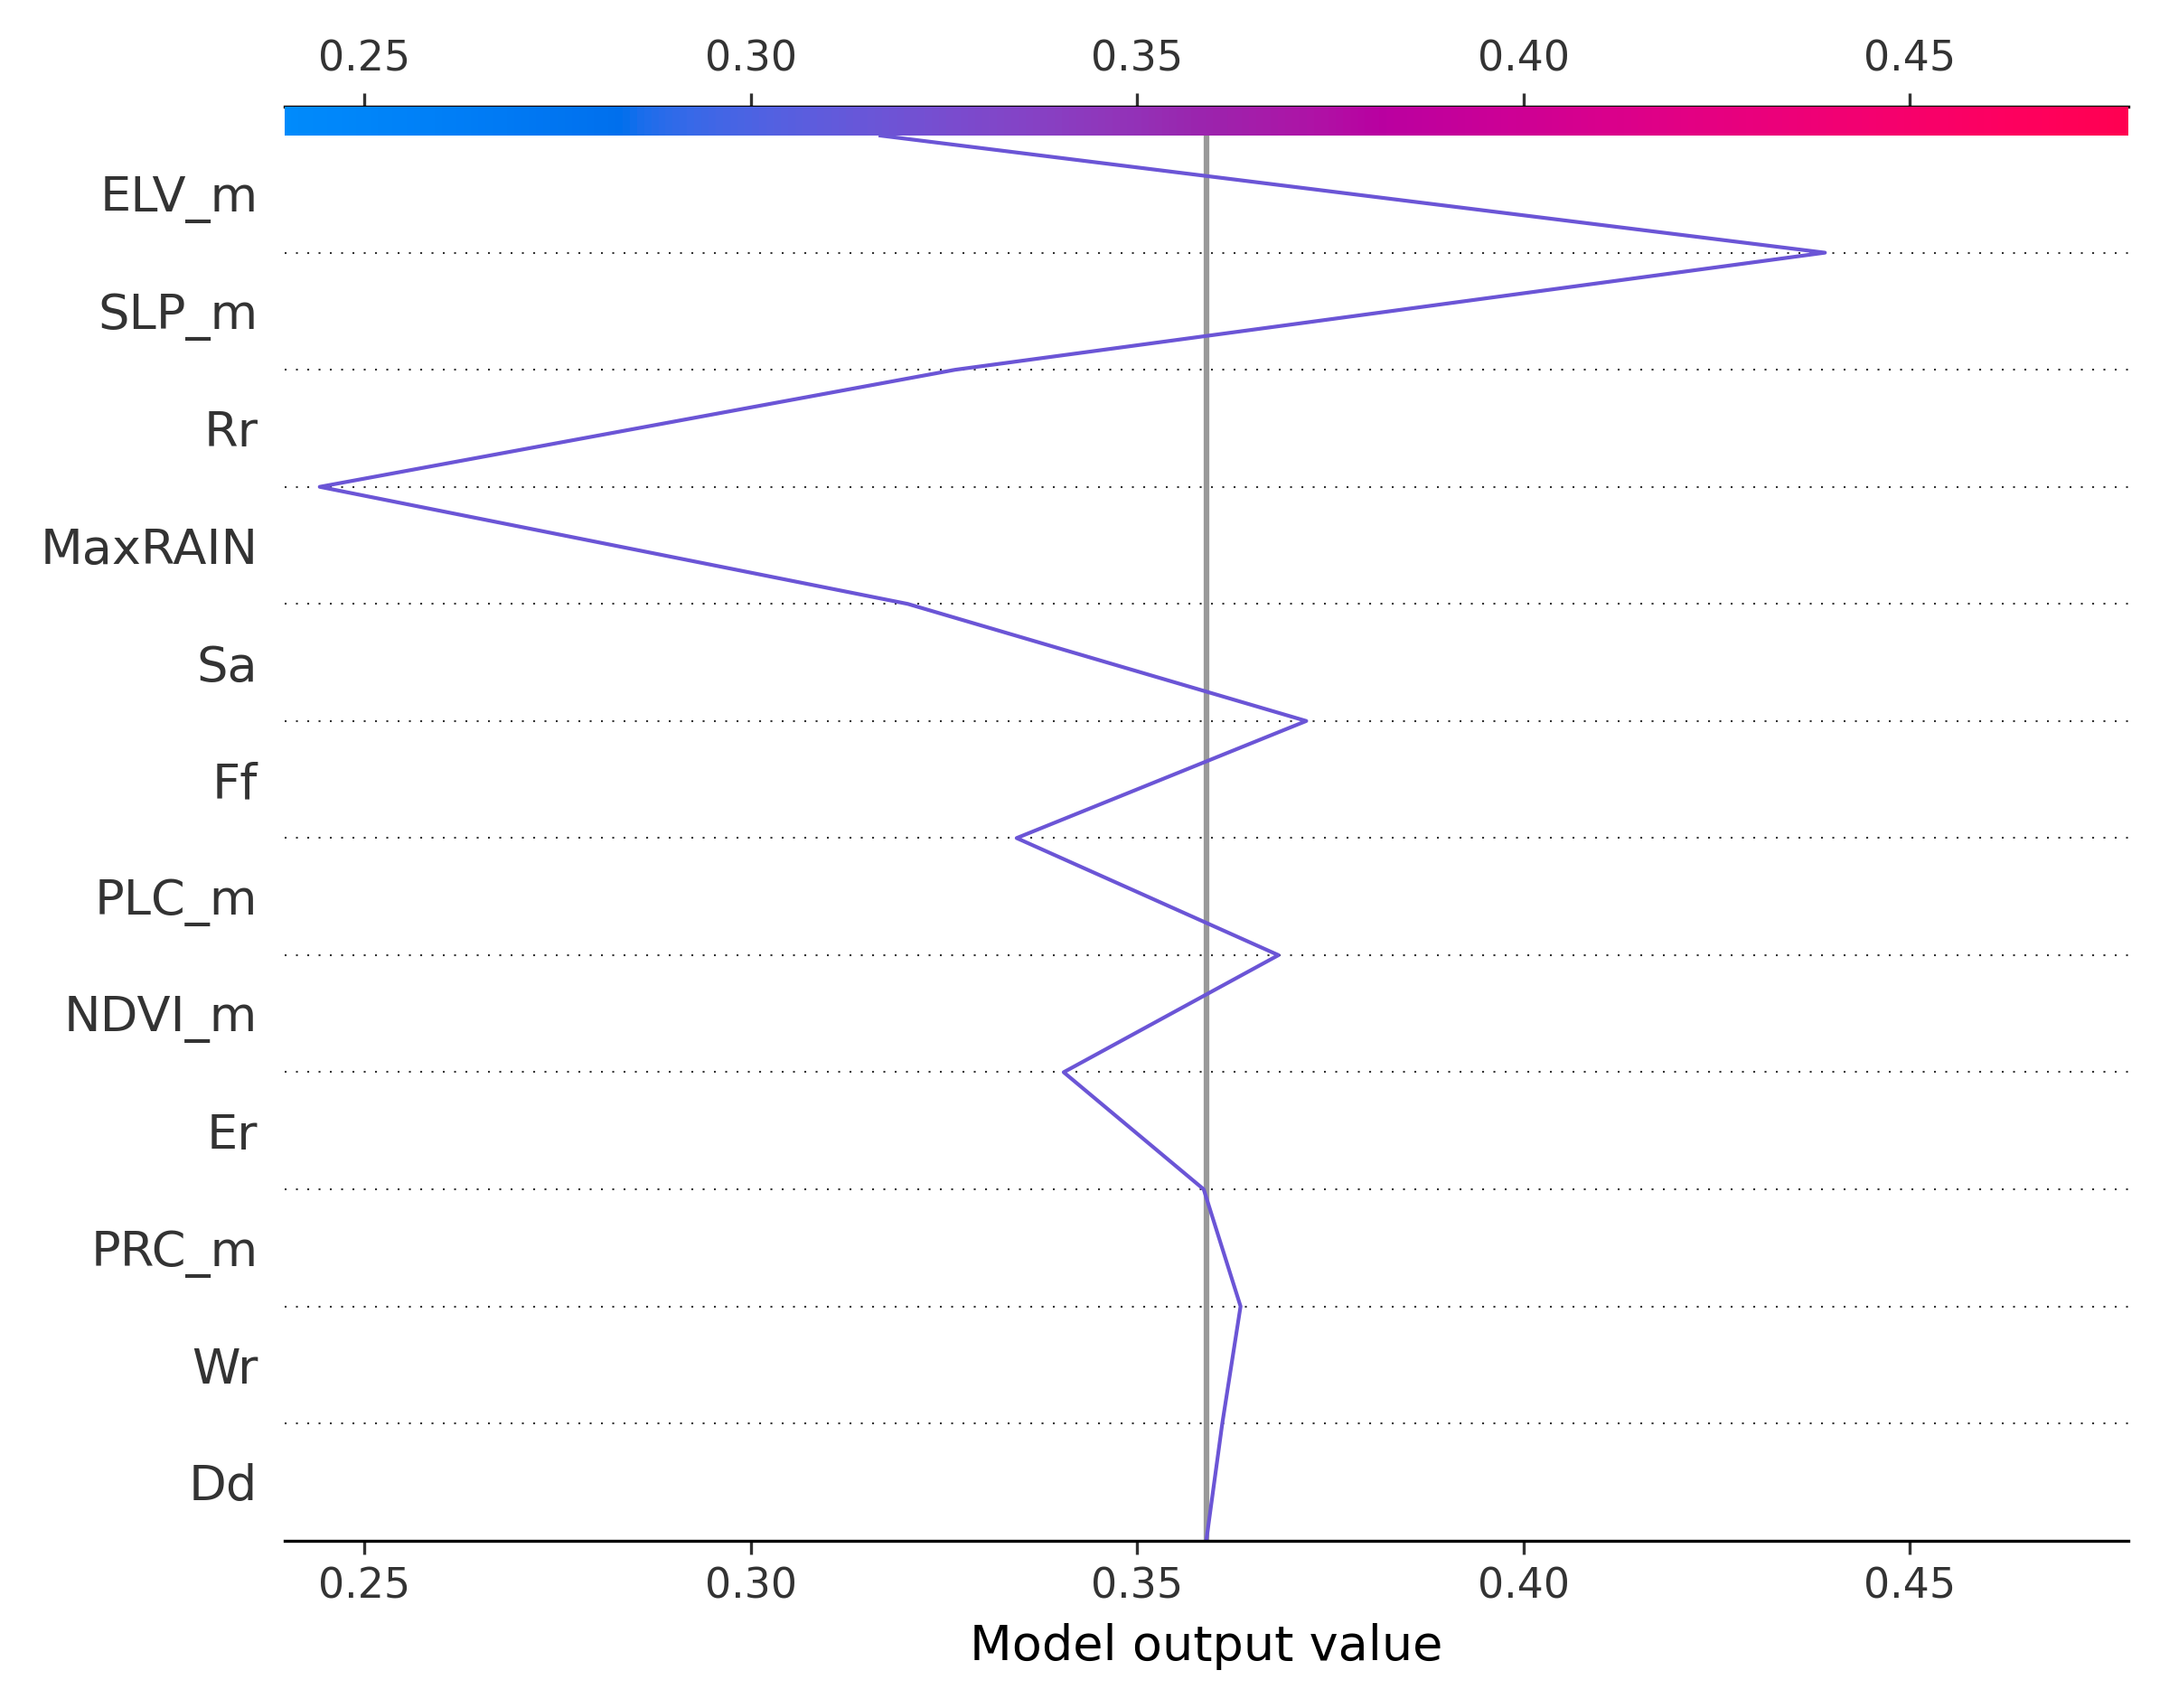 0.25 0.30 0.35 0.40 0.45
ELV_m
SLP_m
Rr
MaxRAIN
Sa
Ff
PLC_m
NDVI_m
Er
PRC_m
Wr
Dd
0.25 0.30 0.35 0.40 0.45
Model output value